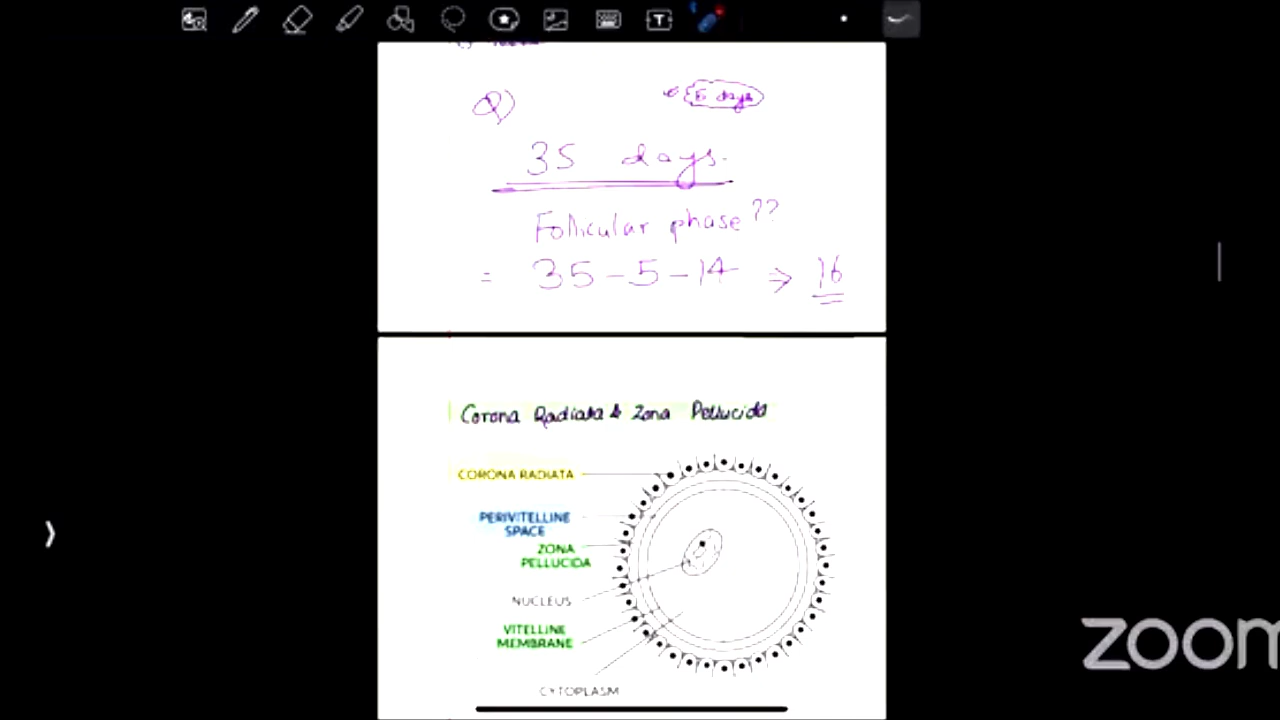 Q)
5 days
35 days.
Follicular phase ??
= 35 - 5 - 14 ⇒ 16
Corona Radiata & Zona Pellucida
CORONA RADIATA
PERIVITELLINE
SPACE
ZONA
PELLUCIDA
NUCLEUS
VITELLINE
MEMBRANE
CYTOPLASM
zoom